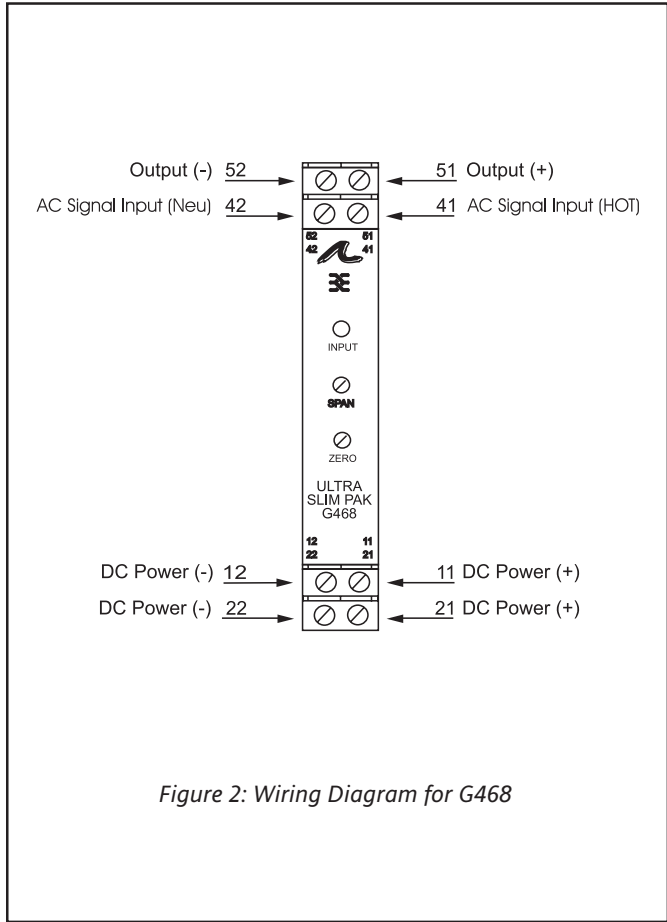 Output (-) 52 51 Output (+)
AC Signal Input (Neu) 42 41 AC Signal Input (HOT)
52 51
42 41
INPUT
SPAN
ZERO
ULTRA
SLIM PAK
G468
12 11
22 21
DC Power (-) 12 11 DC Power (+)
DC Power (-) 22 21 DC Power (+)
Figure 2: Wiring Diagram for G468